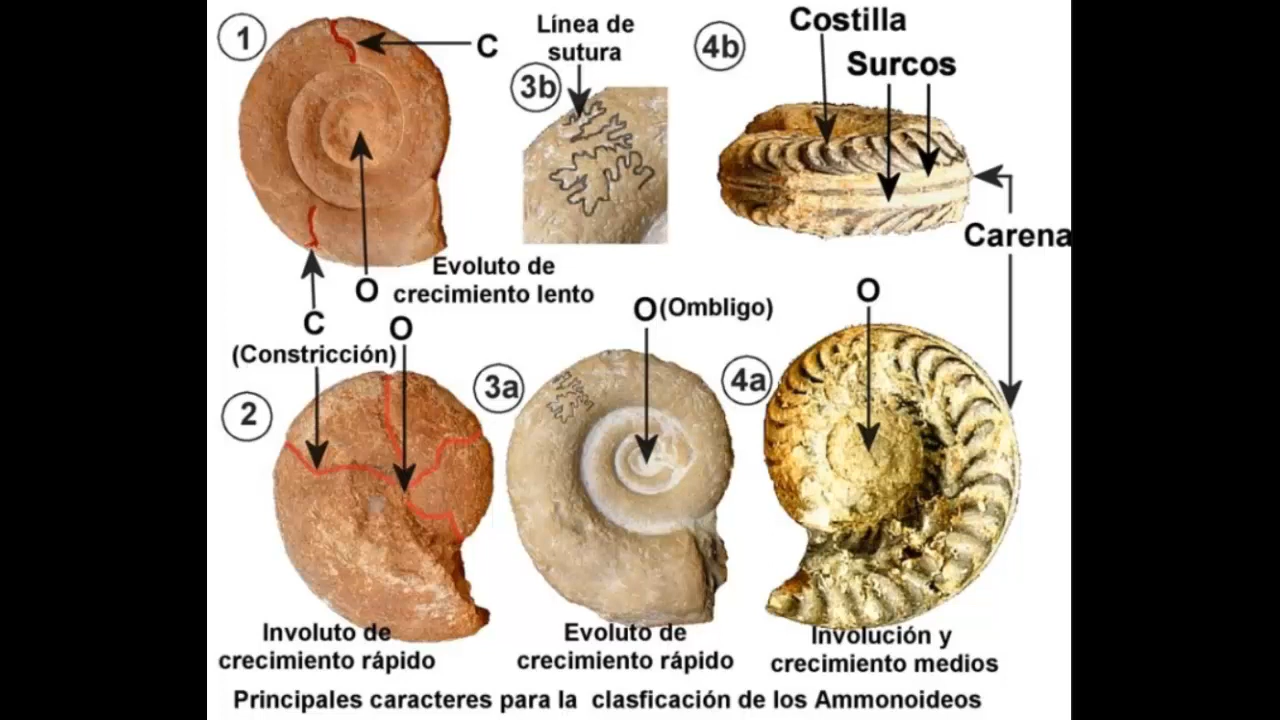 1
C
Línea de
sutura
3b
4b
Costilla
Surcos
Carena
Evoluto de
crecimiento lento
O
C
(Constricción)
O
O(Ombligo)
O
2
3a
4a
Involuto de
crecimiento rápido
Evoluto de
crecimiento rápido
Involución y
crecimiento medios
Principales caracteres para la clasficación de los Ammonoideos